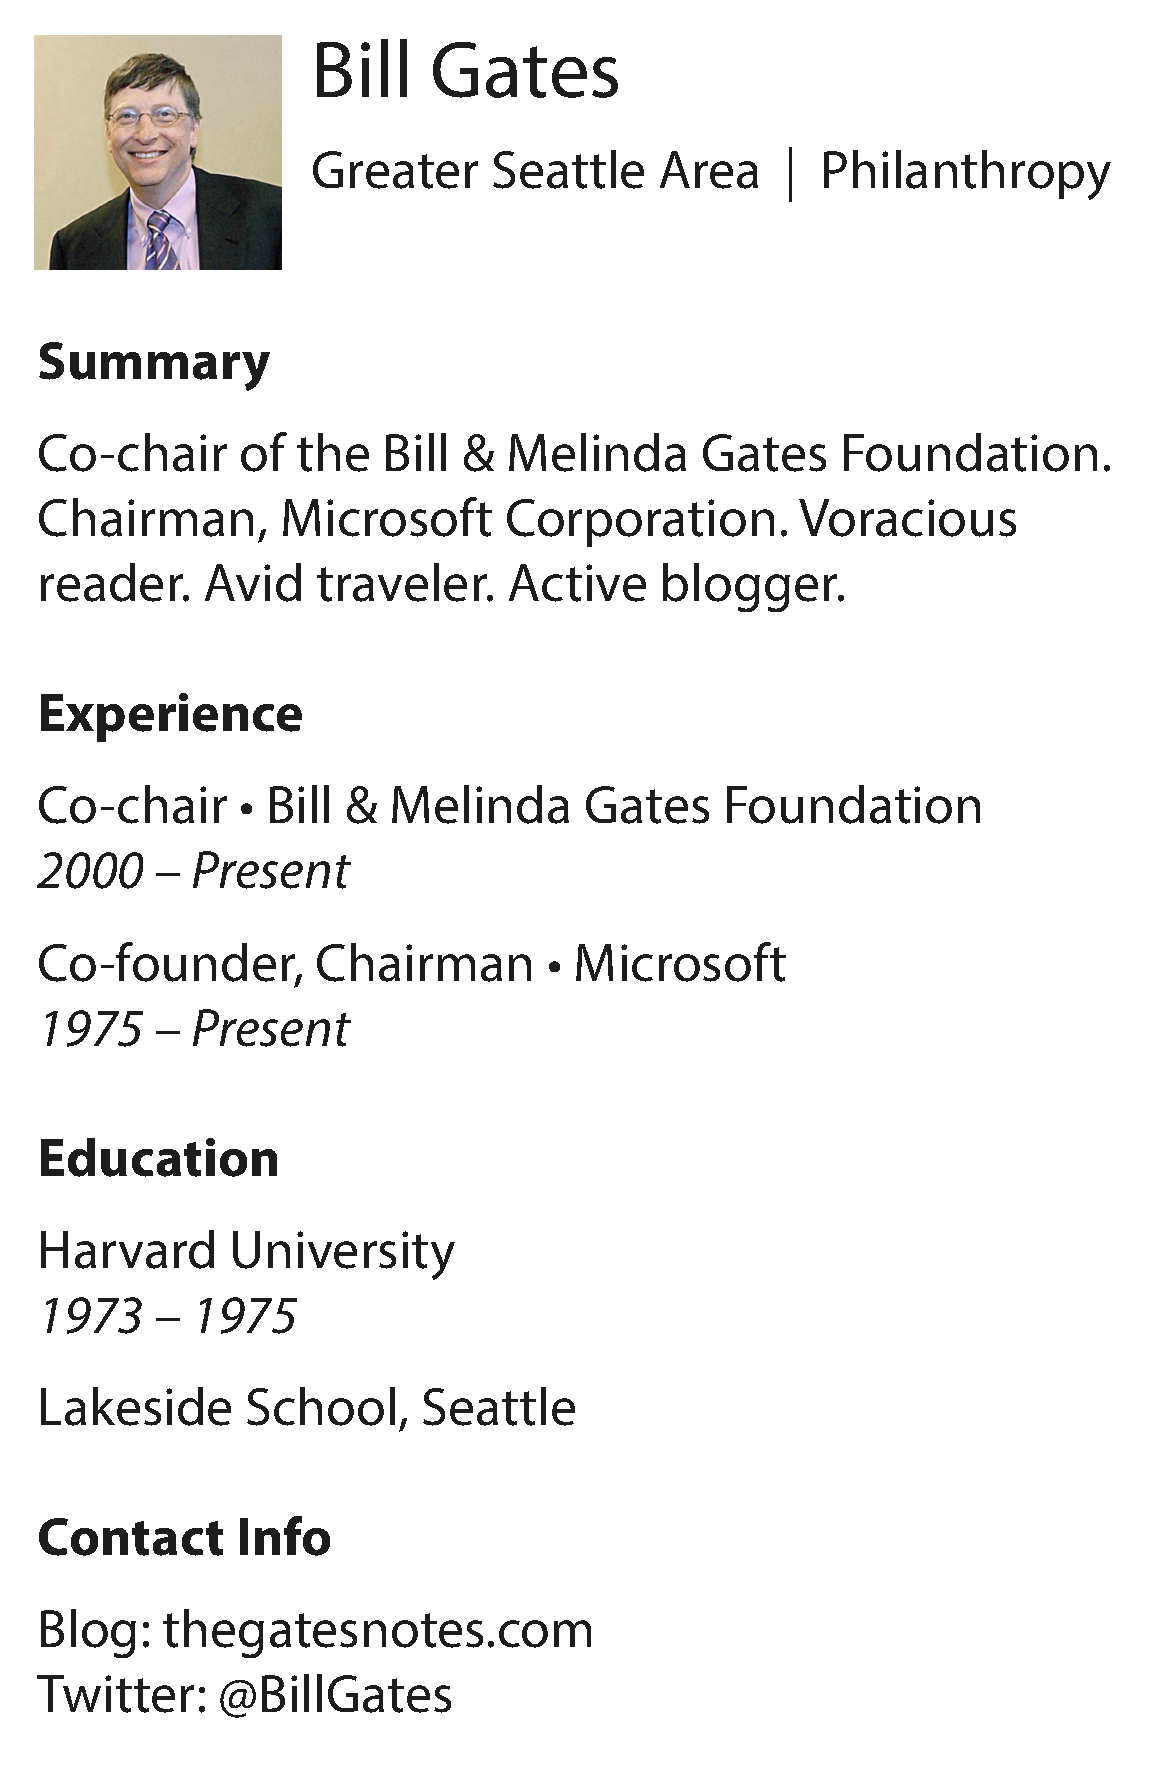 Bill Gates
Greater Seattle Area | Philanthropy
Summary
Co-chair of the Bill & Melinda Gates Foundation.
Chairman, Microsoft Corporation. Voracious
reader. Avid traveler. Active blogger.
Experience
Co-chair • Bill & Melinda Gates Foundation
2000 – Present
Co-founder, Chairman • Microsoft
1975 – Present
Education
Harvard University
1973 – 1975
Lakeside School, Seattle
Contact Info
Blog: thegatesnotes.com
Twitter: @BillGates